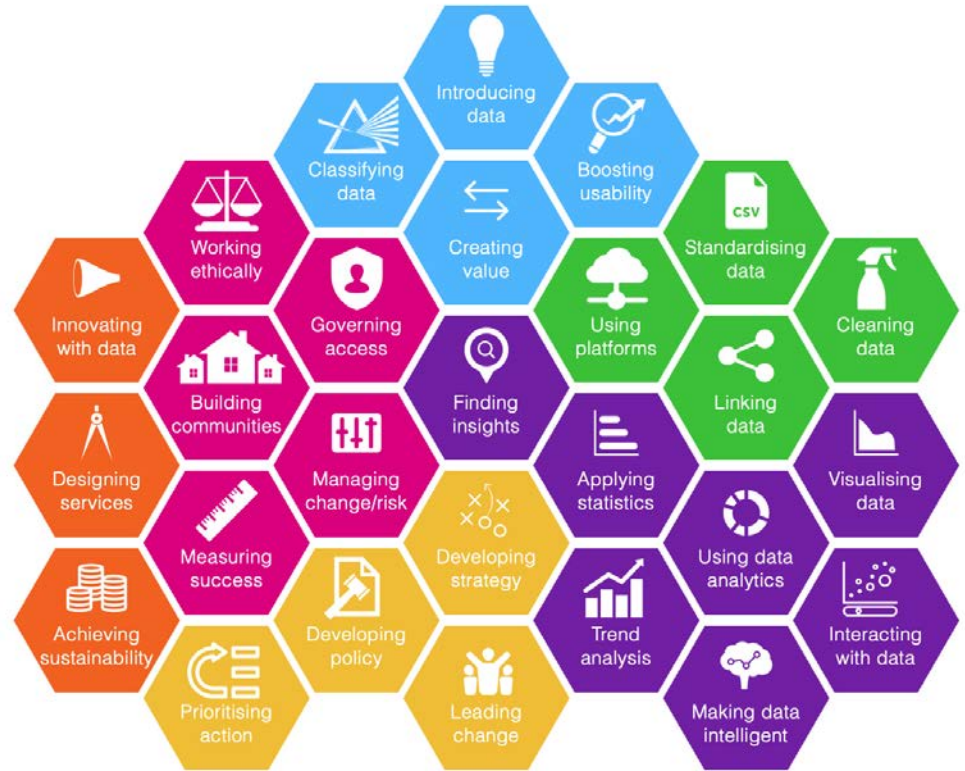 Introducing
data
Classifying
data
Boosting
usability
Working
ethically
Creating
value
CSV
Standardising
data
Innovating
with data
Governing
access
Using
platforms
Cleaning
data
Building
communities
Finding
insights
Linking
data
Designing
services
Managing
change/risk
Applying
statistics
Visualising
data
Measuring
success
Developing
strategy
Using data
analytics
Achieving
sustainability
Developing
policy
Trend
analysis
Interacting
with data
Prioritising
action
Leading
change
Making data
intelligent